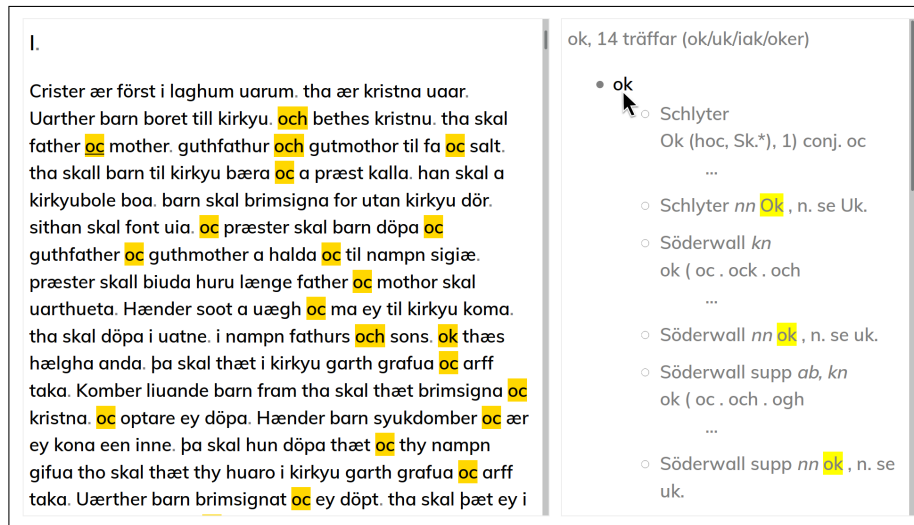 I.
Crister ær först i laghum uarum. tha ær kristna uaar.
Uarther barn boret till kirkyu. och bethes kristnu. tha skal
father oc mother. guthfathur och gutmothor til fa oc salt.
tha skall barn til kirkyu bæra oc a præst kalla. han skal a
kirkyubole boa. barn skal brimsigna for utan kirkyu dör.
sithan skal font uia. oc præster skal barn döpa oc
guthfather oc guthmother a halda oc til nampn sigiæ.
præster skall biuda huru længe father oc mothor skal
uarthueta. Hænder soot a uægh oc ma ey til kirkyu koma.
tha skal döpa i uatne. i nampn fathurs och sons. ok thæs
hælgha anda. þa skal thæt i kirkyu garth grafua oc arff
taka. Komber liuande barn fram tha skal thæt brimsigna oc
kristna. oc optare ey döpa. Hænder barn syukdomber oc ær
ey kona een inne. þa skal hun döpa thæt oc thy nampn
gifua tho skal thæt thy huaro i kirkyu garth grafua oc arff
taka. Uærther barn brimsignat oc ey döpt. tha skal þæt ey i
ok, 14 träffar (ok/uk/iak/oker)
ok
Schlyter
Ok (hoc, Sk.*), 1) conj. oc
...
Schlyter nn Ok , n. se Uk.
Söderwall kn
ok ( oc . ock . och
...
Söderwall nn ok , n. se uk.
Söderwall supp ab, kn
ok ( oc . och . ogh
...
Söderwall supp nn ok , n. se
uk.